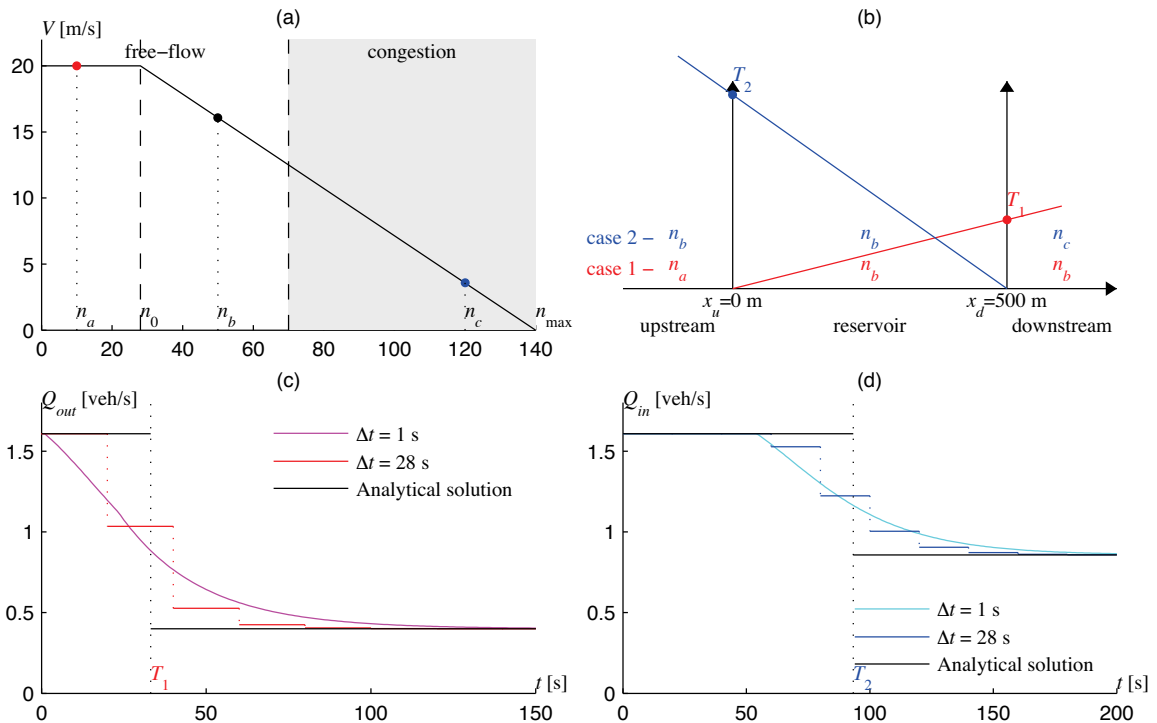 (a)
V [m/s]
free−flow
congestion
20
15
10
5
0
n_a
n_0
n_b
n_c
n_max
0 20 40 60 80 100 120 140
(b)
T_2
T_1
case 2 − n_b n_b n_c
case 1 − n_a n_b n_b
x_u=0 m x_d=500 m
upstream reservoir downstream
(c)
Q_out [veh/s]
1.5
1
0.5
0
Δt = 1 s
Δt = 28 s
Analytical solution
T_1
t [s]
0 50 100 150
(d)
Q_in [veh/s]
1.5
1
0.5
0
Δt = 1 s
Δt = 28 s
Analytical solution
T_2
t [s]
0 50 100 150 200